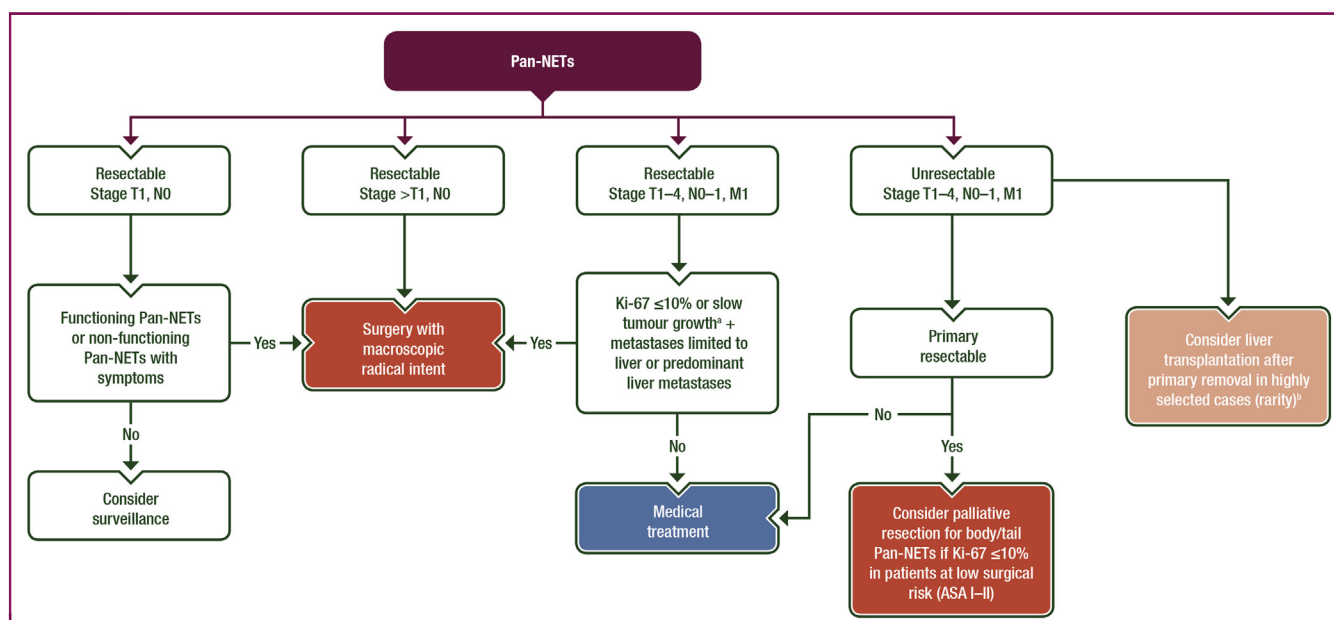 Pan-NETs
Resectable
Stage T1, N0
Resectable
Stage >T1, N0
Resectable
Stage T1–4, N0–1, M1
Unresectable
Stage T1–4, N0–1, M1
Functioning Pan-NETs
or non-functioning
Pan-NETs with
symptoms
Yes
Surgery with
macroscopic
radical intent
Yes
Ki-67 ≤10% or slow
tumour growthᵃ +
metastases limited to
liver or predominant
liver metastases
Primary
resectable
Consider liver
transplantation after
primary removal in highly
selected cases (rarity)ᵇ
No
No
No
Yes
Consider
surveillance
Medical
treatment
Consider palliative
resection for body/tail
Pan-NETs if Ki-67 ≤10%
in patients at low surgical
risk (ASA I–II)